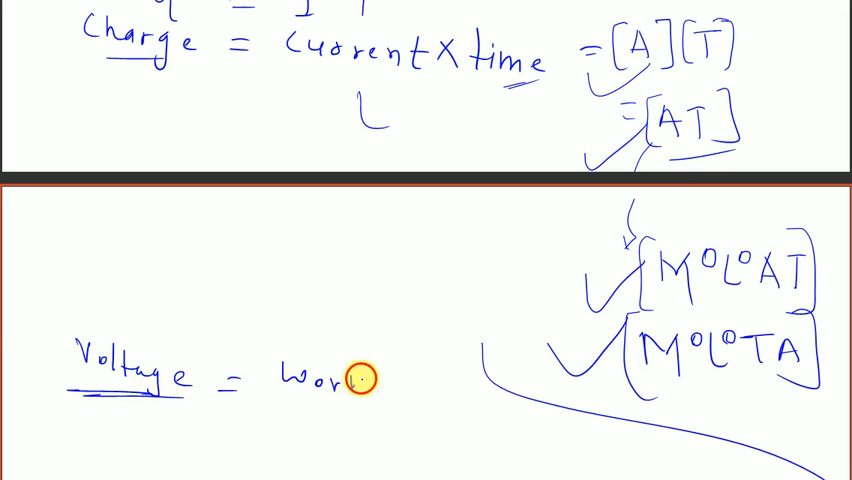 Charge = Current × time = [A][T]
= [AT]
[M⁰L⁰AT]
[M⁰L⁰TA]
Voltage = Wor